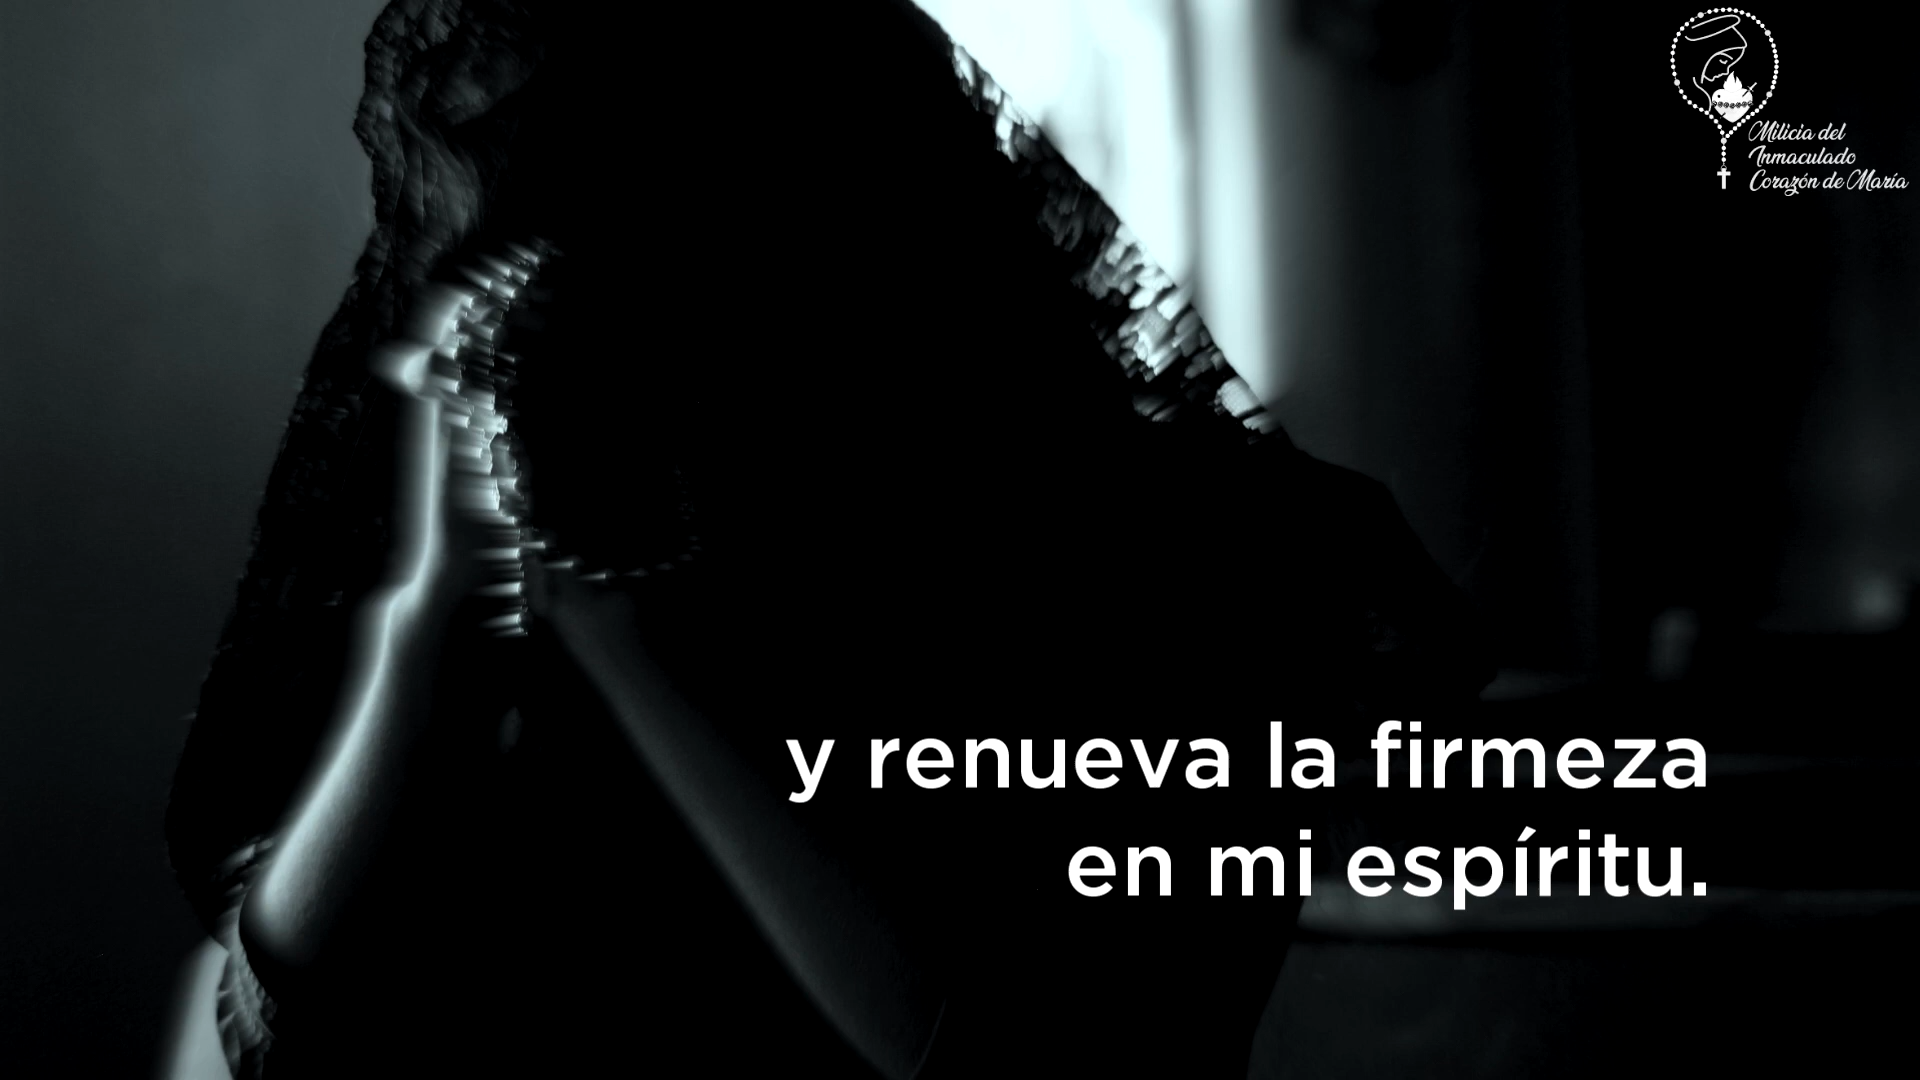 Milicia del
Inmaculado
Corazón de María
y renueva la firmeza
en mi espíritu.